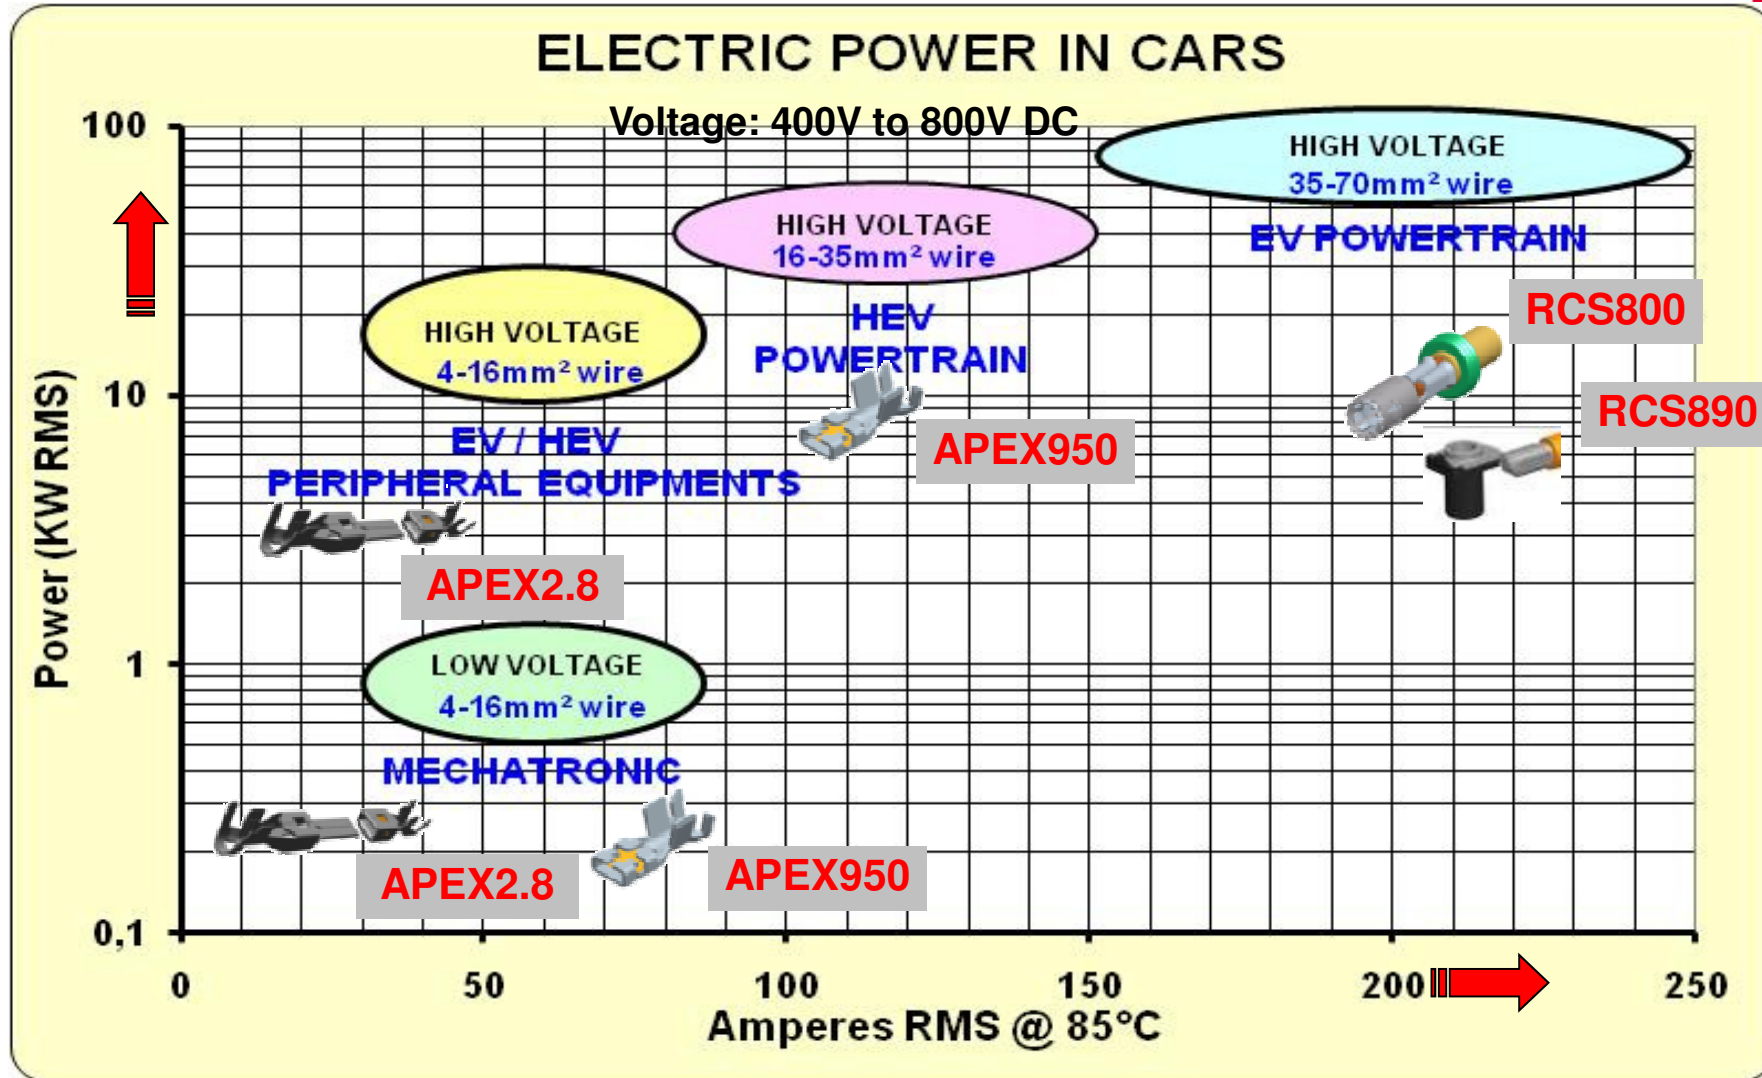 ELECTRIC POWER IN CARS
Voltage: 400V to 800V DC
100
10
1
0,1
Power (KW RMS)
HIGH VOLTAGE
35-70mm² wire
EV POWERTRAIN
HIGH VOLTAGE
16-35mm² wire
HEV
POWERTRAIN
HIGH VOLTAGE
4-16mm² wire
EV / HEV
PERIPHERAL EQUIPMENTS
RCS800
RCS890
APEX950
APEX2.8
LOW VOLTAGE
4-16mm² wire
MECHATRONIC
APEX2.8
APEX950
0
50
100
150
200
250
Amperes RMS @ 85°C